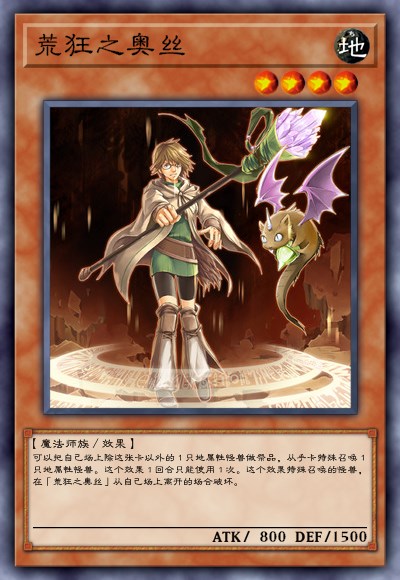 荒狂之奥丝
地
【魔法师族／效果】
可以把自己场上除这张卡以外的1只地属性怪兽做祭品，从手卡特殊召唤1
只地属性怪兽。这个效果1回合只能使用1次。这个效果特殊召唤的怪兽，
在「荒狂之奥丝」从自己场上离开的场合破坏。
ATK/ 800 DEF/1500